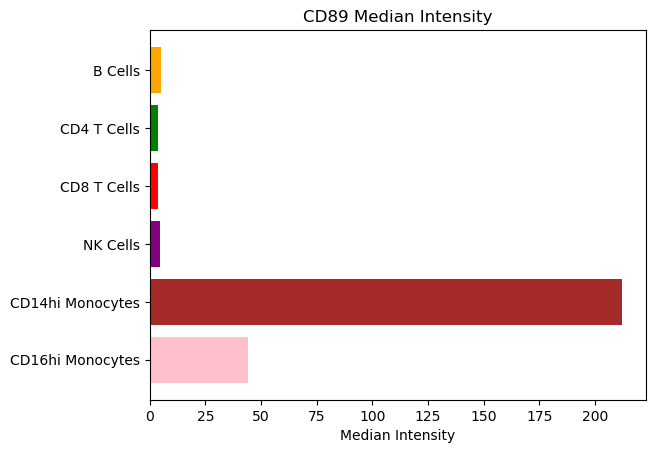 CD89 Median Intensity
B Cells
CD4 T Cells
CD8 T Cells
NK Cells
CD14hi Monocytes
CD16hi Monocytes
0 25 50 75 100 125 150 175 200
Median Intensity